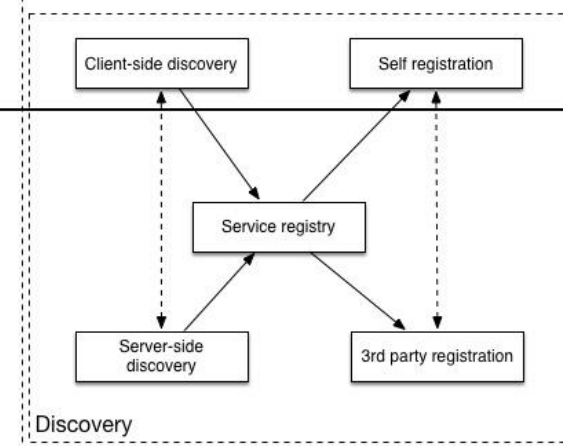 Client-side discovery
Self registration
Service registry
Server-side
discovery
3rd party registration
Discovery